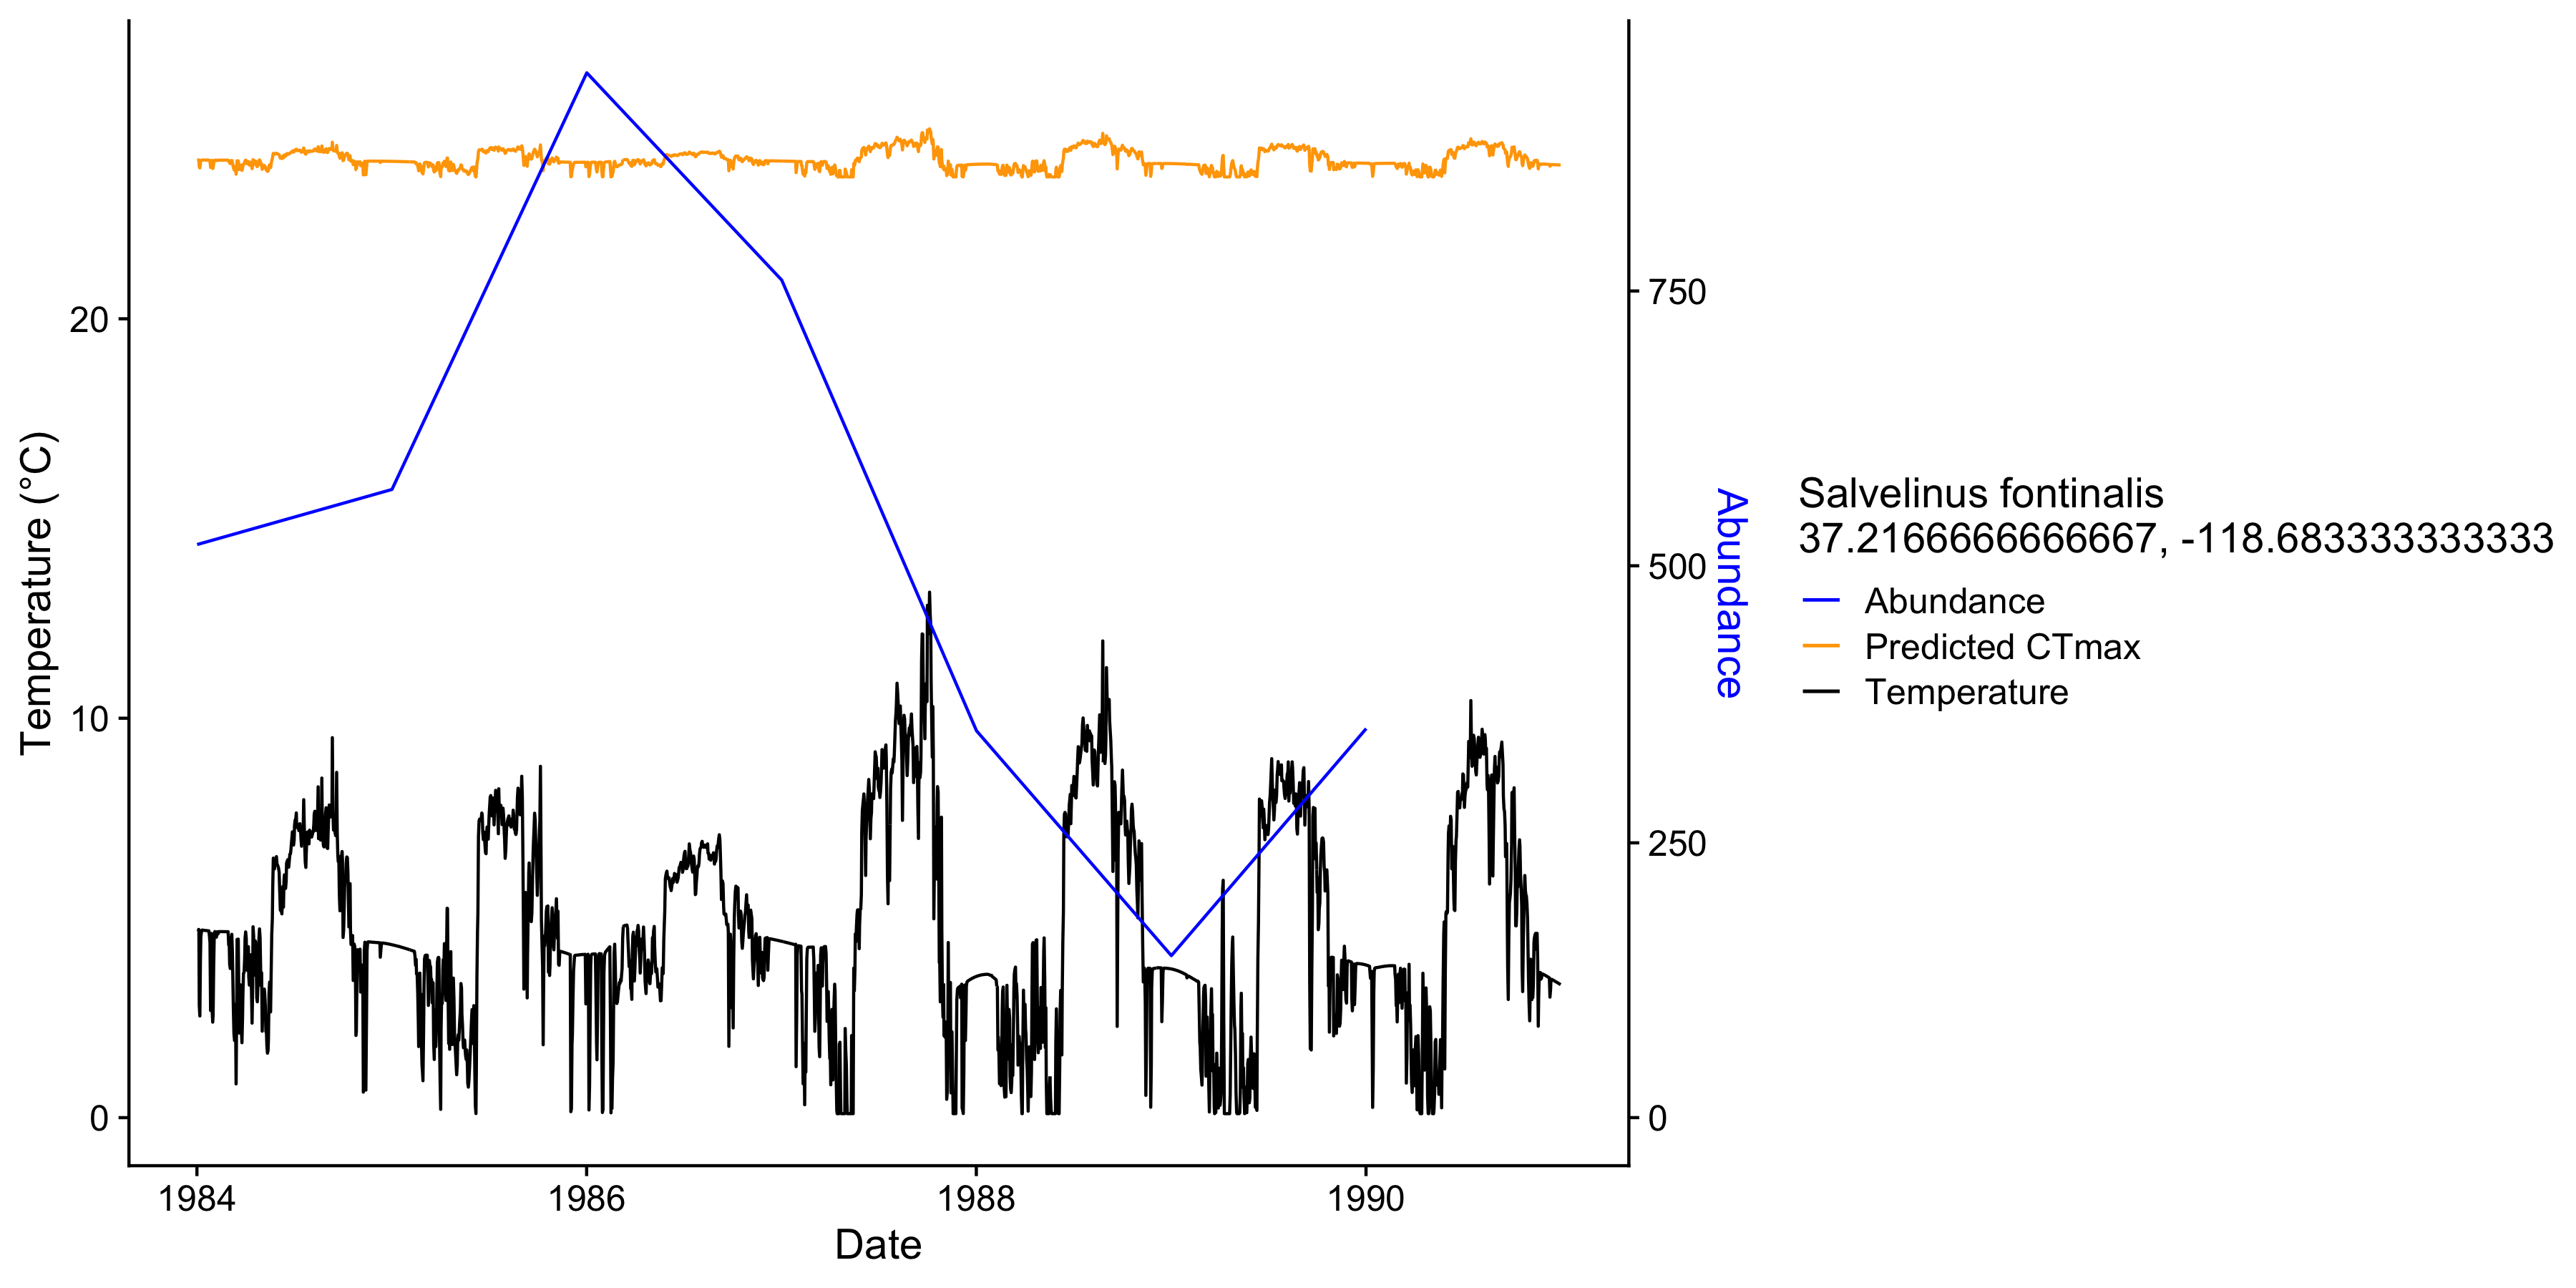 20
10
0
Temperature (°C)
1984
1986
1988
1990
Date
750
500
250
0
Abundance
Salvelinus fontinalis
37.2166666666667, -118.683333333333
Abundance
Predicted CTmax
Temperature